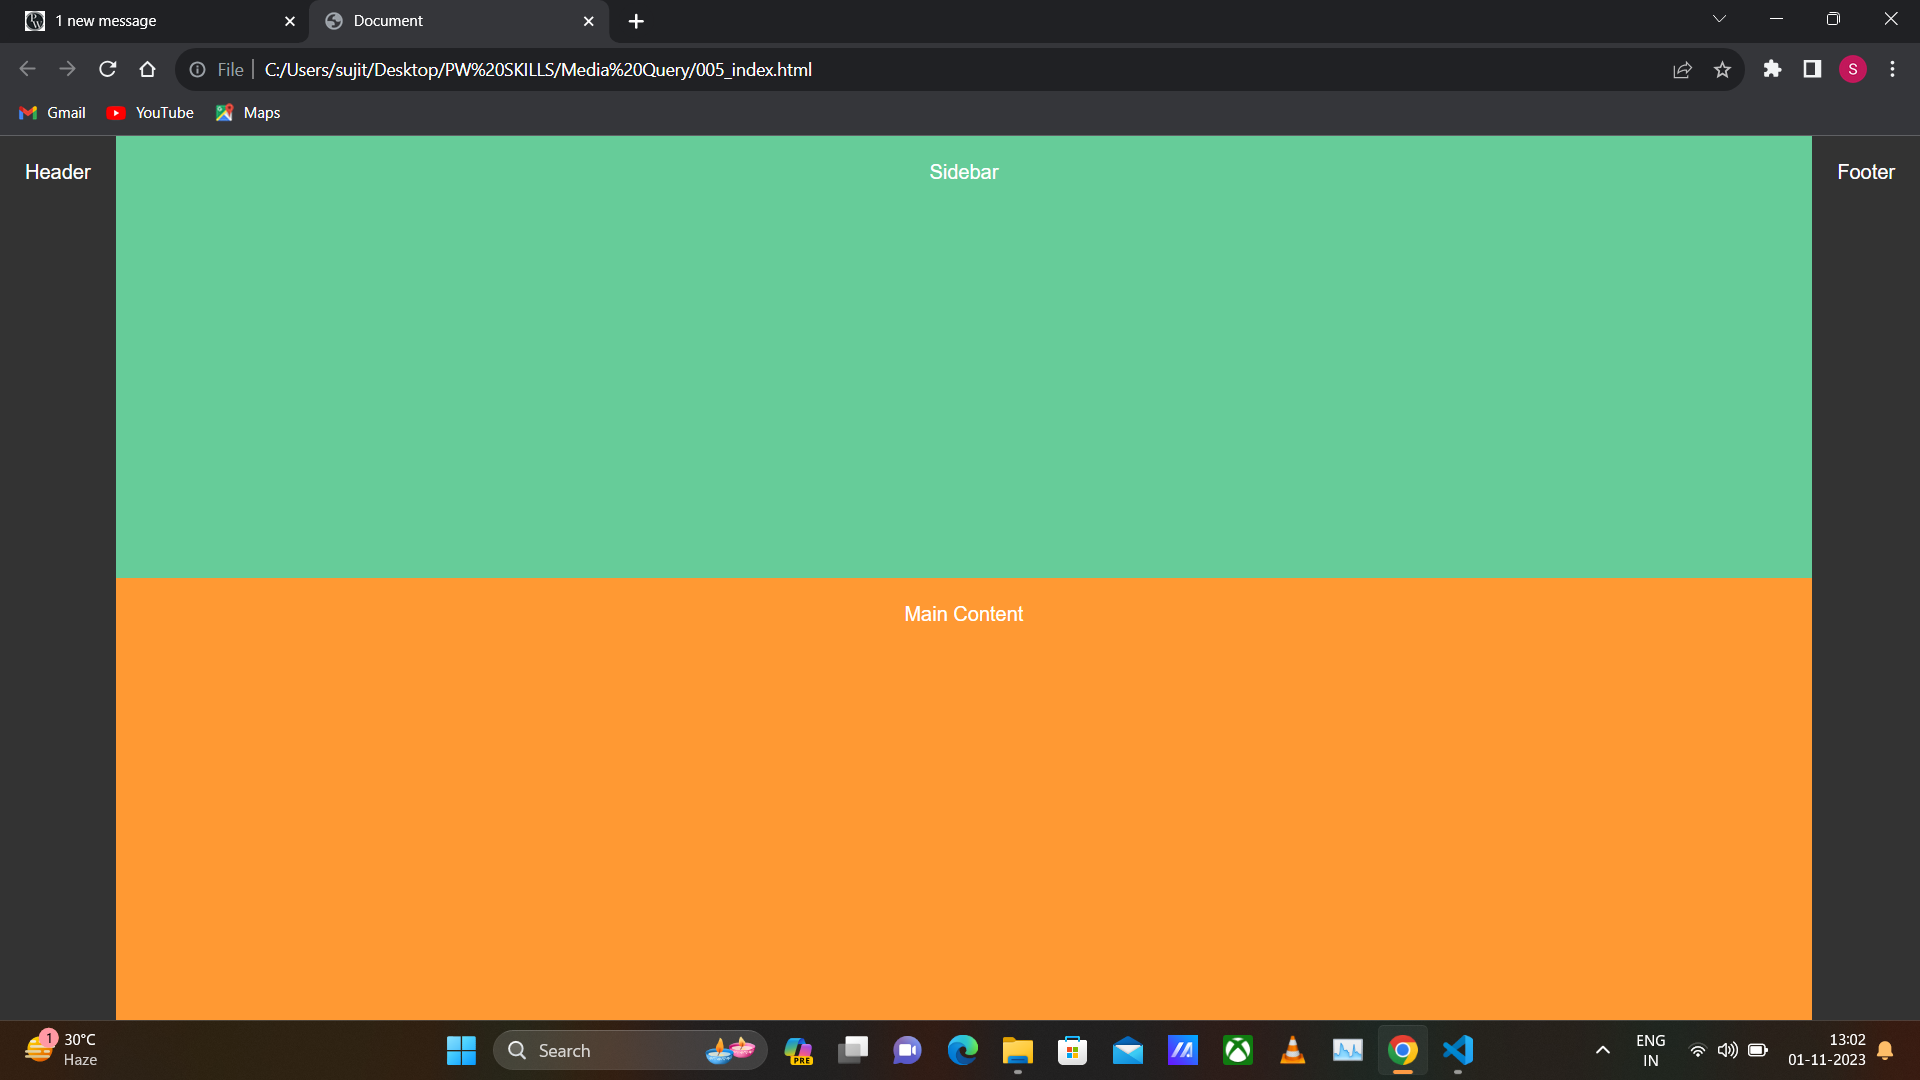 1 new message
Document
File
C:/Users/sujit/Desktop/PW%20SKILLS/Media%20Query/005_index.html
S
Gmail
YouTube
Maps
Header
Sidebar
Footer
Main Content
1
30°C
Haze
Search
PRE
ENG
IN
13:02
01-11-2023